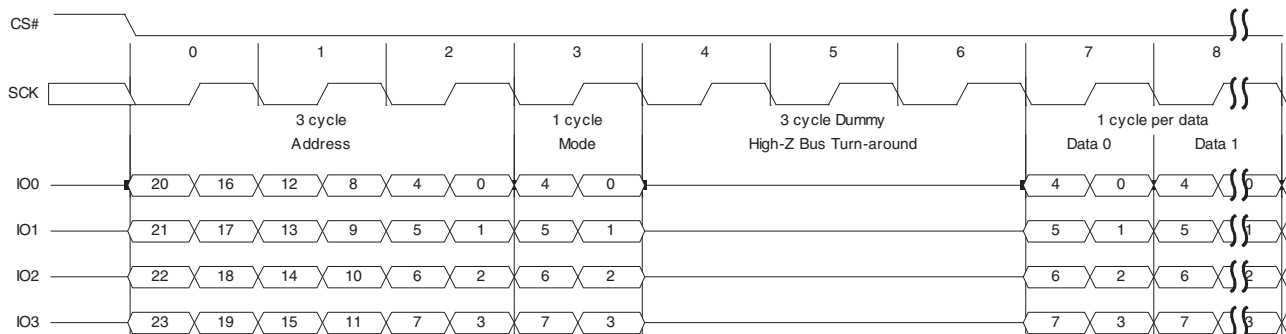 CS#
0 1 2 3 4 5 6 7 8
SCK
3 cycle 1 cycle 3 cycle Dummy 1 cycle per data
Address Mode High-Z Bus Turn-around Data 0 Data 1
IO0 20 16 12 8 4 0 4 0 4 0 4 0
IO1 21 17 13 9 5 1 5 1 5 1 5 1
IO2 22 18 14 10 6 2 6 2 6 2 6 2
IO3 23 19 15 11 7 3 7 3 7 3 7 3